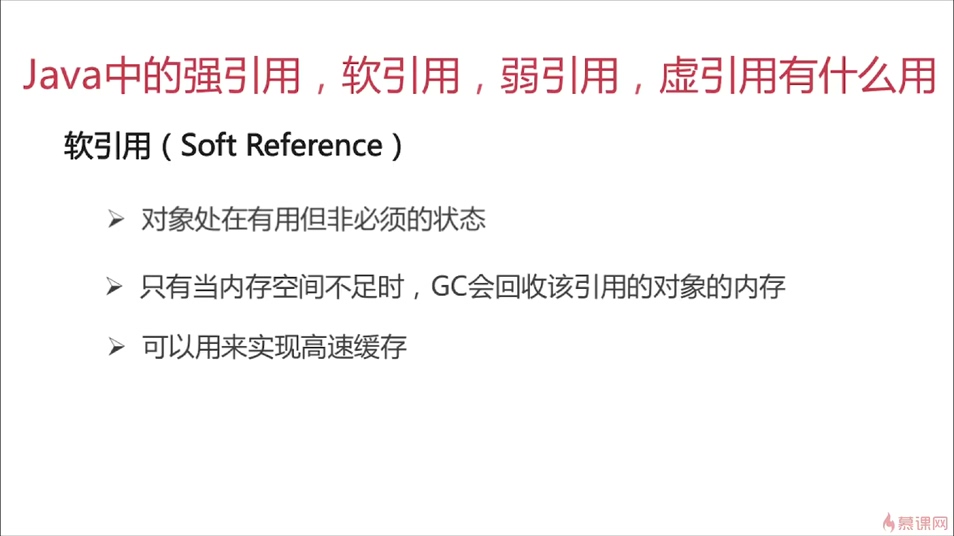 Java中的强引用，软引用，弱引用，虚引用有什么用
软引用（Soft Reference）
➢ 对象处在有用但非必须的状态
➢ 只有当内存空间不足时，GC会回收该引用的对象的内存
➢ 可以用来实现高速缓存
慕课网